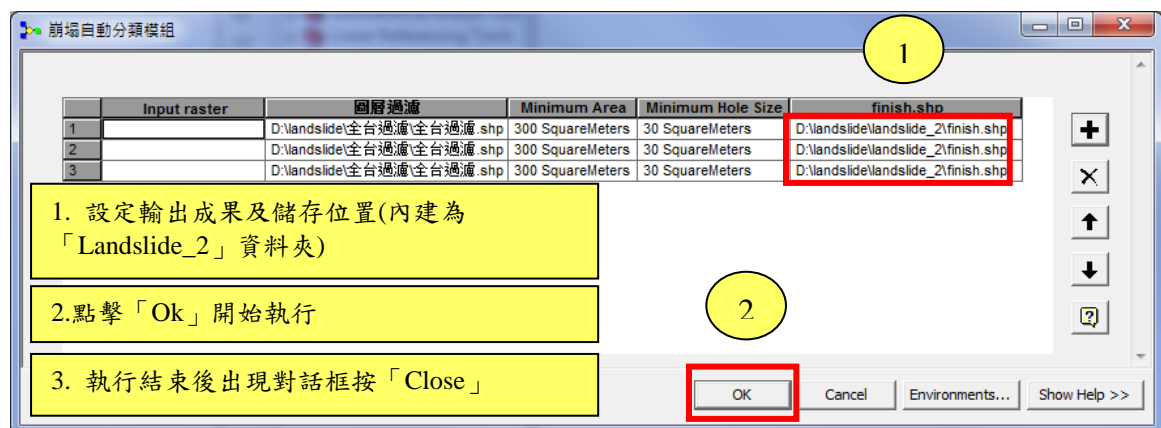 崩塌自動分類模組
1
Input raster 圖層過濾 Minimum Area Minimum Hole Size finish.shp
1 D:\landslide\全台過濾\全台過濾.shp 300 SquareMeters 30 SquareMeters D:\landslide\landslide_2\finish.shp
2 D:\landslide\全台過濾\全台過濾.shp 300 SquareMeters 30 SquareMeters D:\landslide\landslide_2\finish.shp
3 D:\landslide\全台過濾\全台過濾.shp 300 SquareMeters 30 SquareMeters D:\landslide\landslide_2\finish.shp
1. 設定輸出成果及儲存位置(內建為
「Landslide_2」資料夾)
2.點擊「Ok」開始執行
2
3. 執行結束後出現對話框按「Close」
OK Cancel Environments... Show Help >>